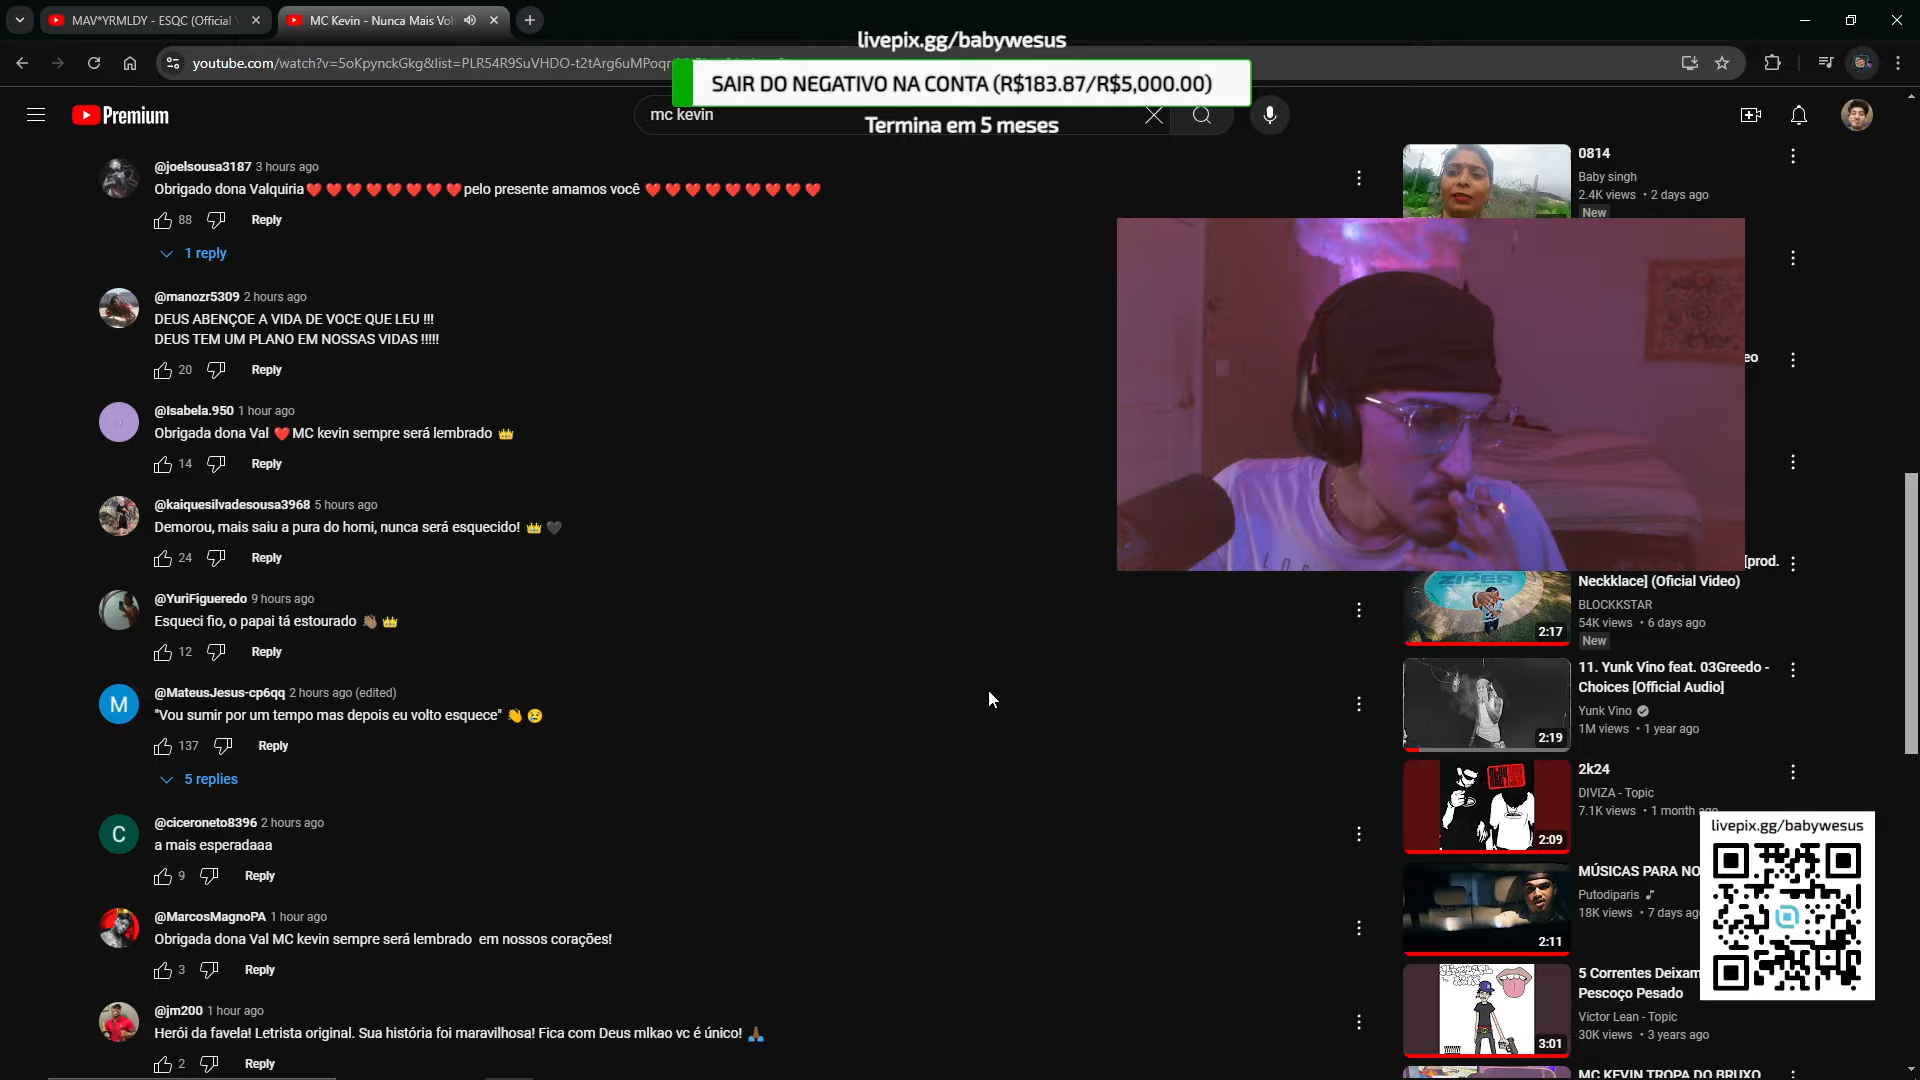 MAV*YRMLDY - ESQC (Official
MC Kevin - Nunca Mais Vol
livepix.gg/babywesus
youtube.com/watch?v=5oKpynckGkg&list=PLR54R9SuVHDO-t2tArg6uMPoqr
SAIR DO NEGATIVO NA CONTA (R$183.87/R$5,000.00)
Termina em 5 meses
Premium
mc kevin
@joelsousa3187 3 hours ago
Obrigado dona Valquiria❤️❤️❤️❤️❤️❤️❤️❤️pelo presente amamos você ❤️❤️❤️❤️❤️❤️❤️❤️❤️
88 Reply
1 reply
@manozr5309 2 hours ago
DEUS ABENÇOE A VIDA DE VOCE QUE LEU !!!
DEUS TEM UM PLANO EM NOSSAS VIDAS !!!!!
20 Reply
@Isabela.950 1 hour ago
Obrigada dona Val ❤️MC kevin sempre será lembrado 👑
14 Reply
@kaiquesilvadesousa3968 5 hours ago
Demorou, mais saiu a pura do homi, nunca será esquecido! 👑🖤
24 Reply
@YuriFigueredo 9 hours ago
Esqueci fio, o papai tá estourado 👋🏽👑
12 Reply
M
@MateusJesus-cp6qq 2 hours ago (edited)
"Vou sumir por um tempo mas depois eu volto esquece" 👏 😢
137 Reply
5 replies
C
@ciceroneto8396 2 hours ago
a mais esperadaaa
9 Reply
@MarcosMagnoPA 1 hour ago
Obrigada dona Val MC kevin sempre será lembrado em nossos corações!
3 Reply
@jm200 1 hour ago
Herói da favela! Letrista original. Sua história foi maravilhosa! Fica com Deus mlkao vc é único! 🙏🏾
2 Reply
0814
Baby singh
2.4K views • 2 days ago
New
eo
[prod.
Neckklace] (Oficial Video)
BLOCKKSTAR
54K views • 6 days ago
New
ZIPER
2:17
11. Yunk Vino feat. 03Greedo -
Choices [Official Audio]
Yunk Vino
1M views • 1 year ago
2:19
2k24
DIVIZA - Topic
7.1K views • 1 month ago
2:09
MÚSICAS PARA NO
Putodiparis ♪
18K views • 7 days ag
2:11
5 Correntes Deixam
Pescoço Pesado
Victor Lean - Topic
30K views • 3 years ago
3:01
MC KEVIN TROPA DO BRUXO
livepix.gg/babywesus